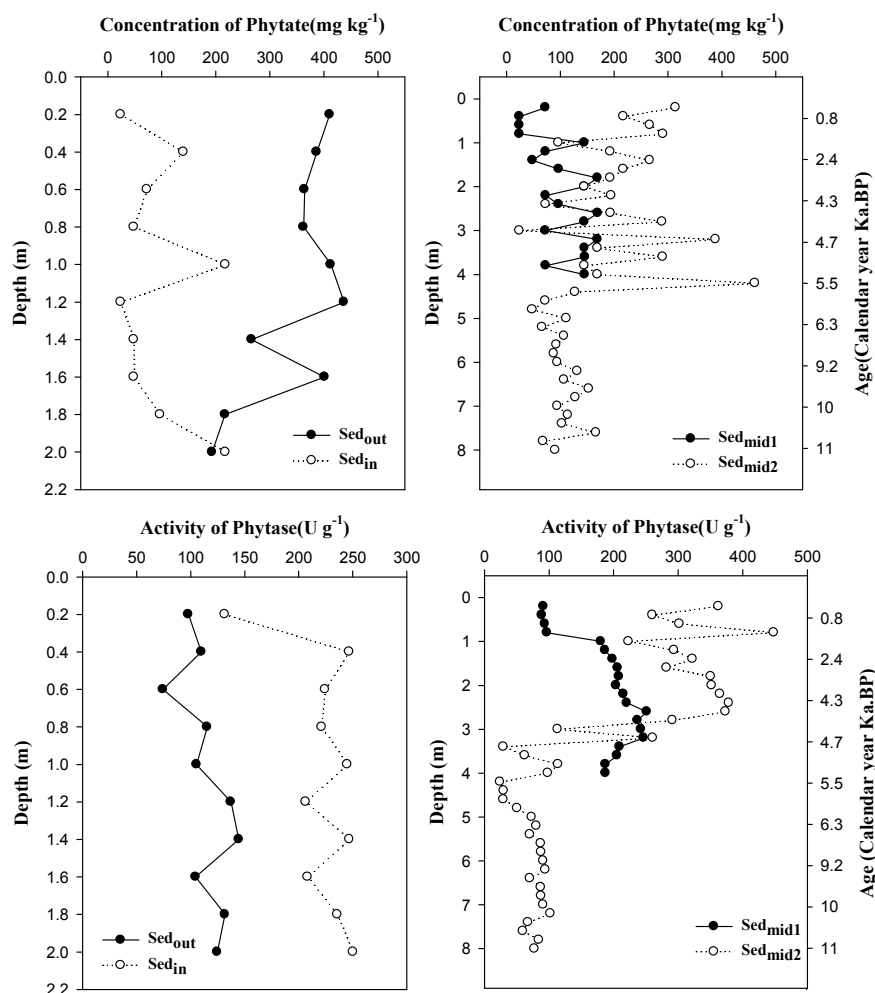 Concentration of Phytate(mg kg-1)
0 100 200 300 400 500
0.0
0.2
0.4
0.6
0.8
1.0
1.2
1.4
1.6
1.8
2.0
2.2
Depth (m)
Sedout
Sedin
Concentration of Phytate(mg kg-1)
0 100 200 300 400 500
0
1
2
3
4
5
6
7
8
Depth (m)
0.8
2.4
4.3
4.7
5.5
6.3
9.2
10
11
Age(Calendar year Ka.BP)
Sedmid1
Sedmid2
Activity of Phytase(U g-1)
0 50 100 150 200 250 300
0.0
0.2
0.4
0.6
0.8
1.0
1.2
1.4
1.6
1.8
2.0
2.2
Depth (m)
Sedout
Sedin
Activity of Phytase(U g-1)
0 100 200 300 400 500
0
1
2
3
4
5
6
7
8
Depth (m)
0.8
2.4
4.3
4.7
5.5
6.3
9.2
10
11
Age (Calendar year Ka.BP)
Sedmid1
Sedmid2